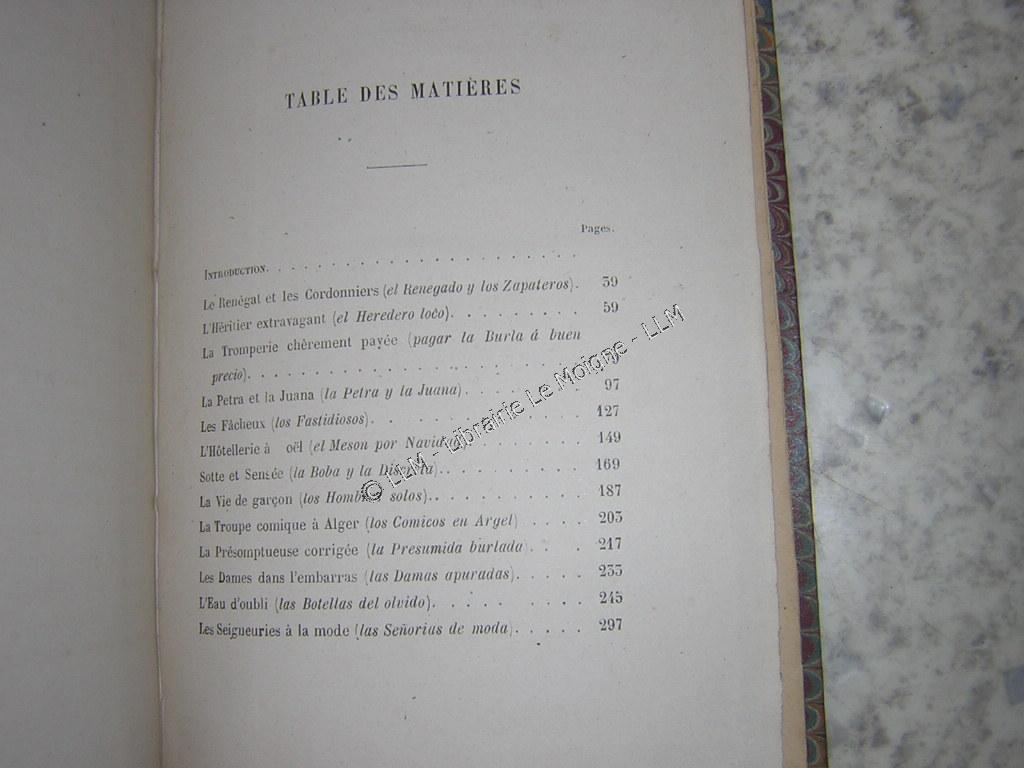 TABLE DES MATIÈRES
Pages.
INTRODUCTION. . . . . . . . . . . . . . . . . . . . .
Le Renégat et les Cordonniers (el Renegado y los Zapateros). 39
L'Héritier extravagant (el Heredero loco). . . . . . . . . 59
La Tromperie chèrement payée (pagar la Burla á buen
precio). . . . . . . . . . . . . . . . . . . . .
La Petra et la Juana (la Petra y la Juana). . . . . . . . 97
Les Fâcheux (los Fastidiosos). . . . . . . . . . . . 127
L'Hôtellerie à oël (el Meson por Navidad) . . . . . . . 149
Sotte et Sensée (la Boba y la . . . . . . . . . 169
La Vie de garçon (los Hombres solos). . . . . . . . . 187
La Troupe comique à Alger (los Comicos en Argel) . . . . 203
La Présomptueuse corrigée (la Presumida burlada) . . . 217
Les Dames dans l'embarras (las Damas apuradas). . . . . 233
L'Eau d'oubli (las Botellas del olvido). . . . . . . . . 245
Les Seigneuries à la mode (las Señorias de moda). . . . . 297
© LLM - Librairie Le Moigne - LLM